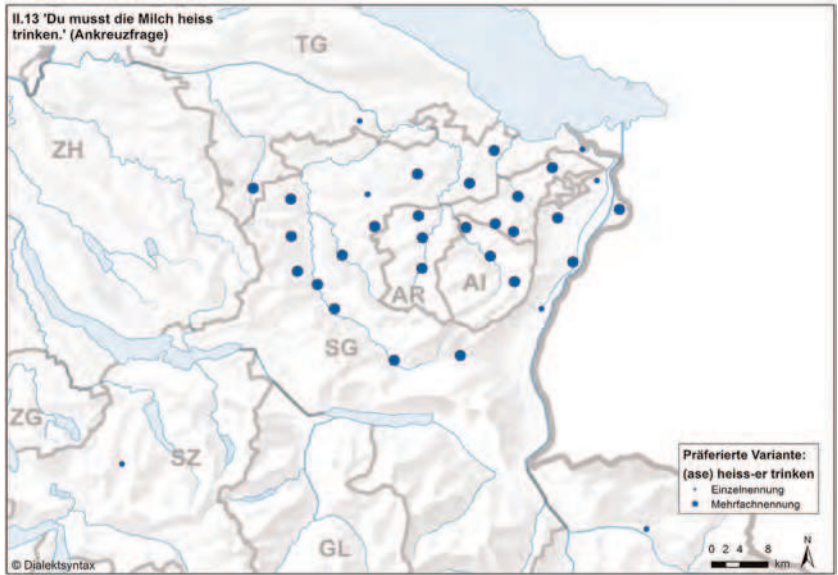 II.13 'Du musst die Milch heiss
trinken.' (Ankreuzfrage)
TG
ZH
AR
AI
SG
ZG
SZ
GL
Präferierte Variante:
(ase) heiss-er trinken
Einzelnennung
Mehrfachnennung
0 2 4 8
km
N
© Dialektsyntax